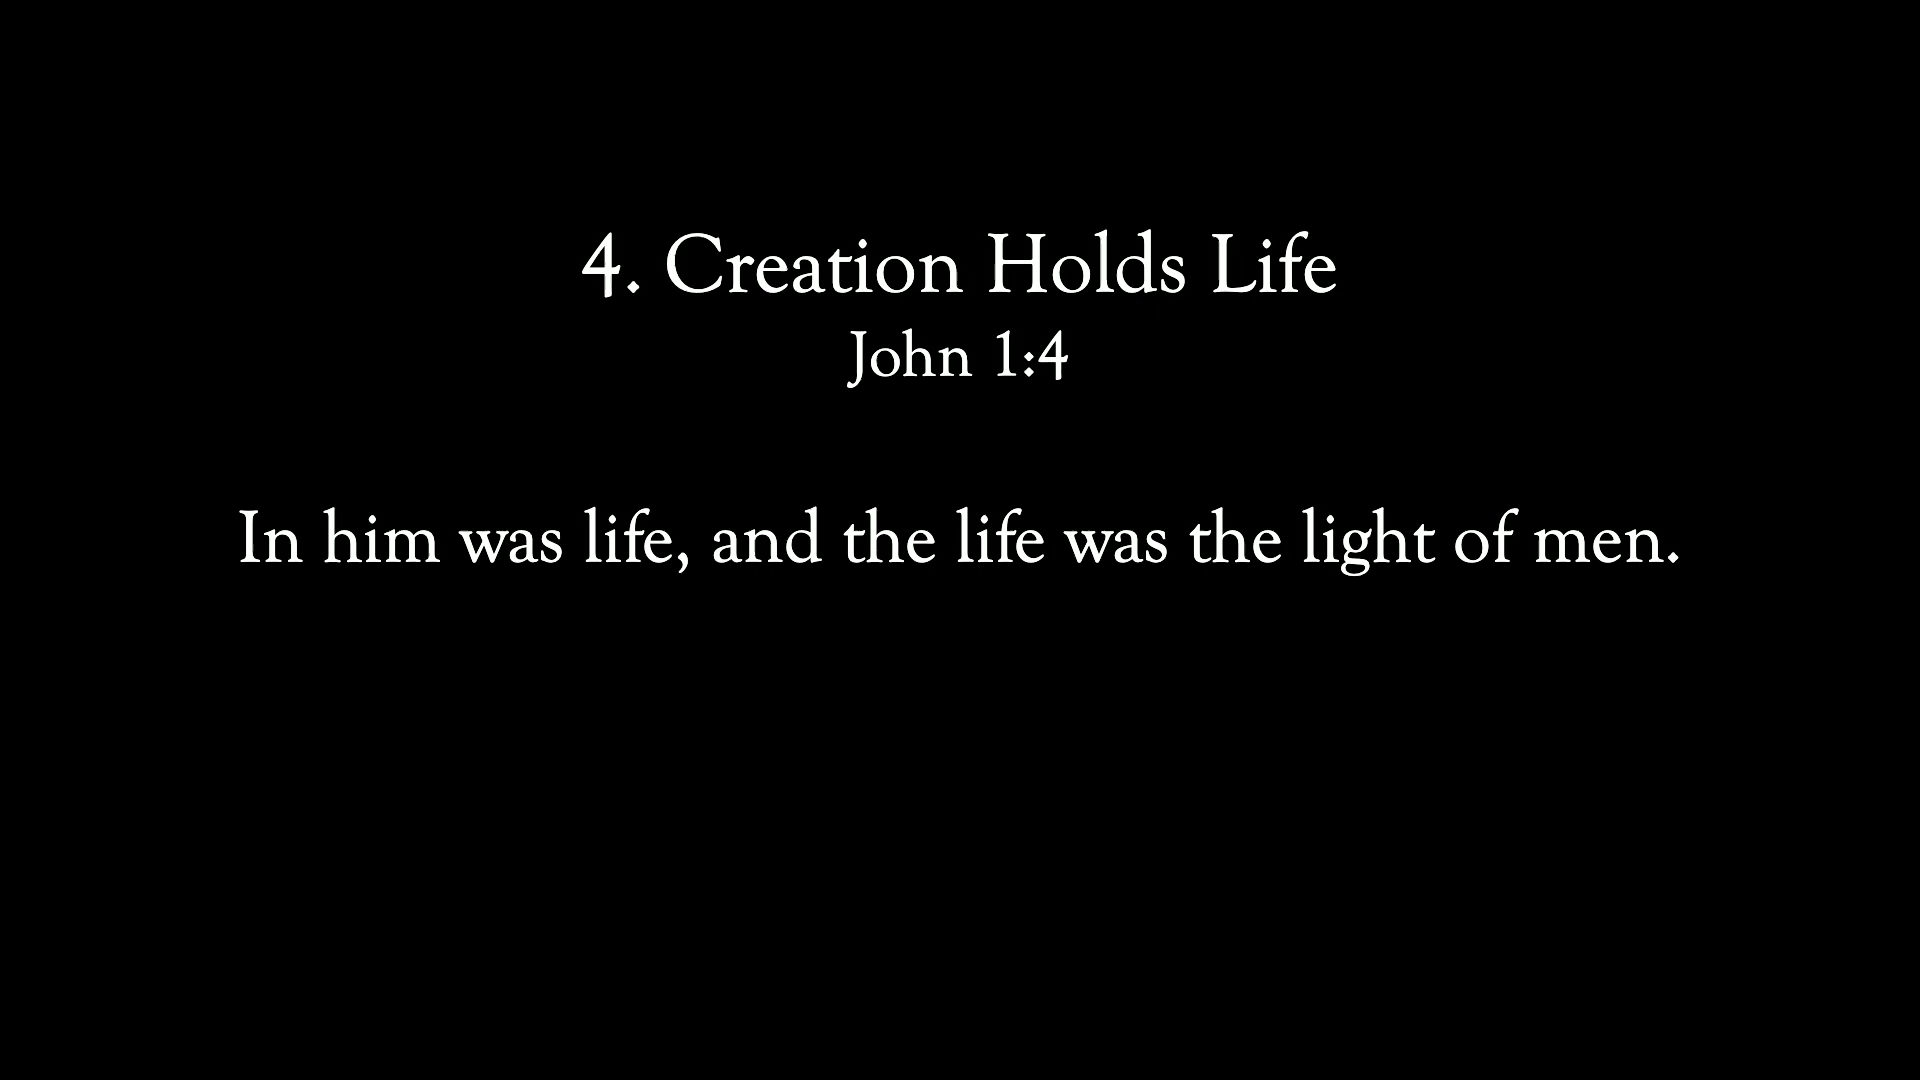 4. Creation Holds Life
John 1:4
In him was life, and the life was the light of men.